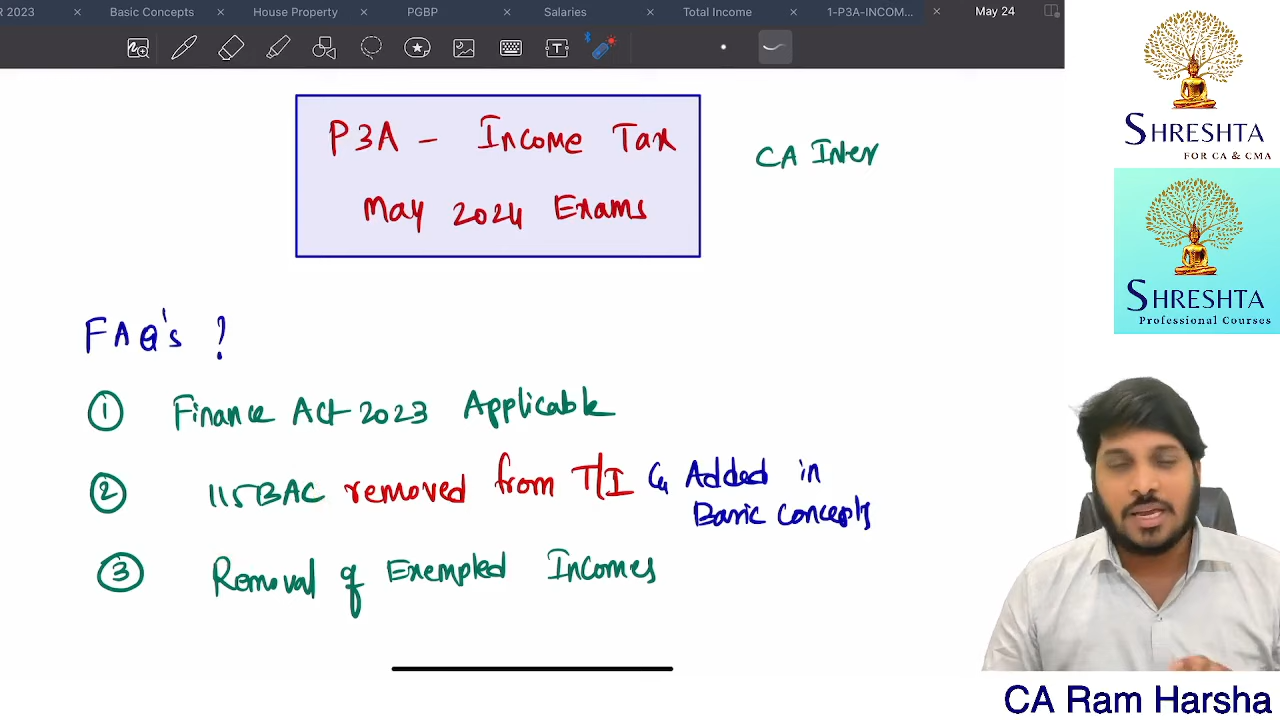 R 2023 × Basic Concepts × House Property × PGBP × Salaries × Total Income × 1-P3A-INCOM... × May 24
P3A - Income Tax
May 2024 Exams
CA Inter
FAQ's ?
1 Finance Act 2023 Applicable
2 115BAC removed from T/I & Added in
Basic Concepts
3 Removal of Exempted Incomes
SHRESHTA
FOR CA & CMA
SHRESHTA
Professional Courses
CA Ram Harsha